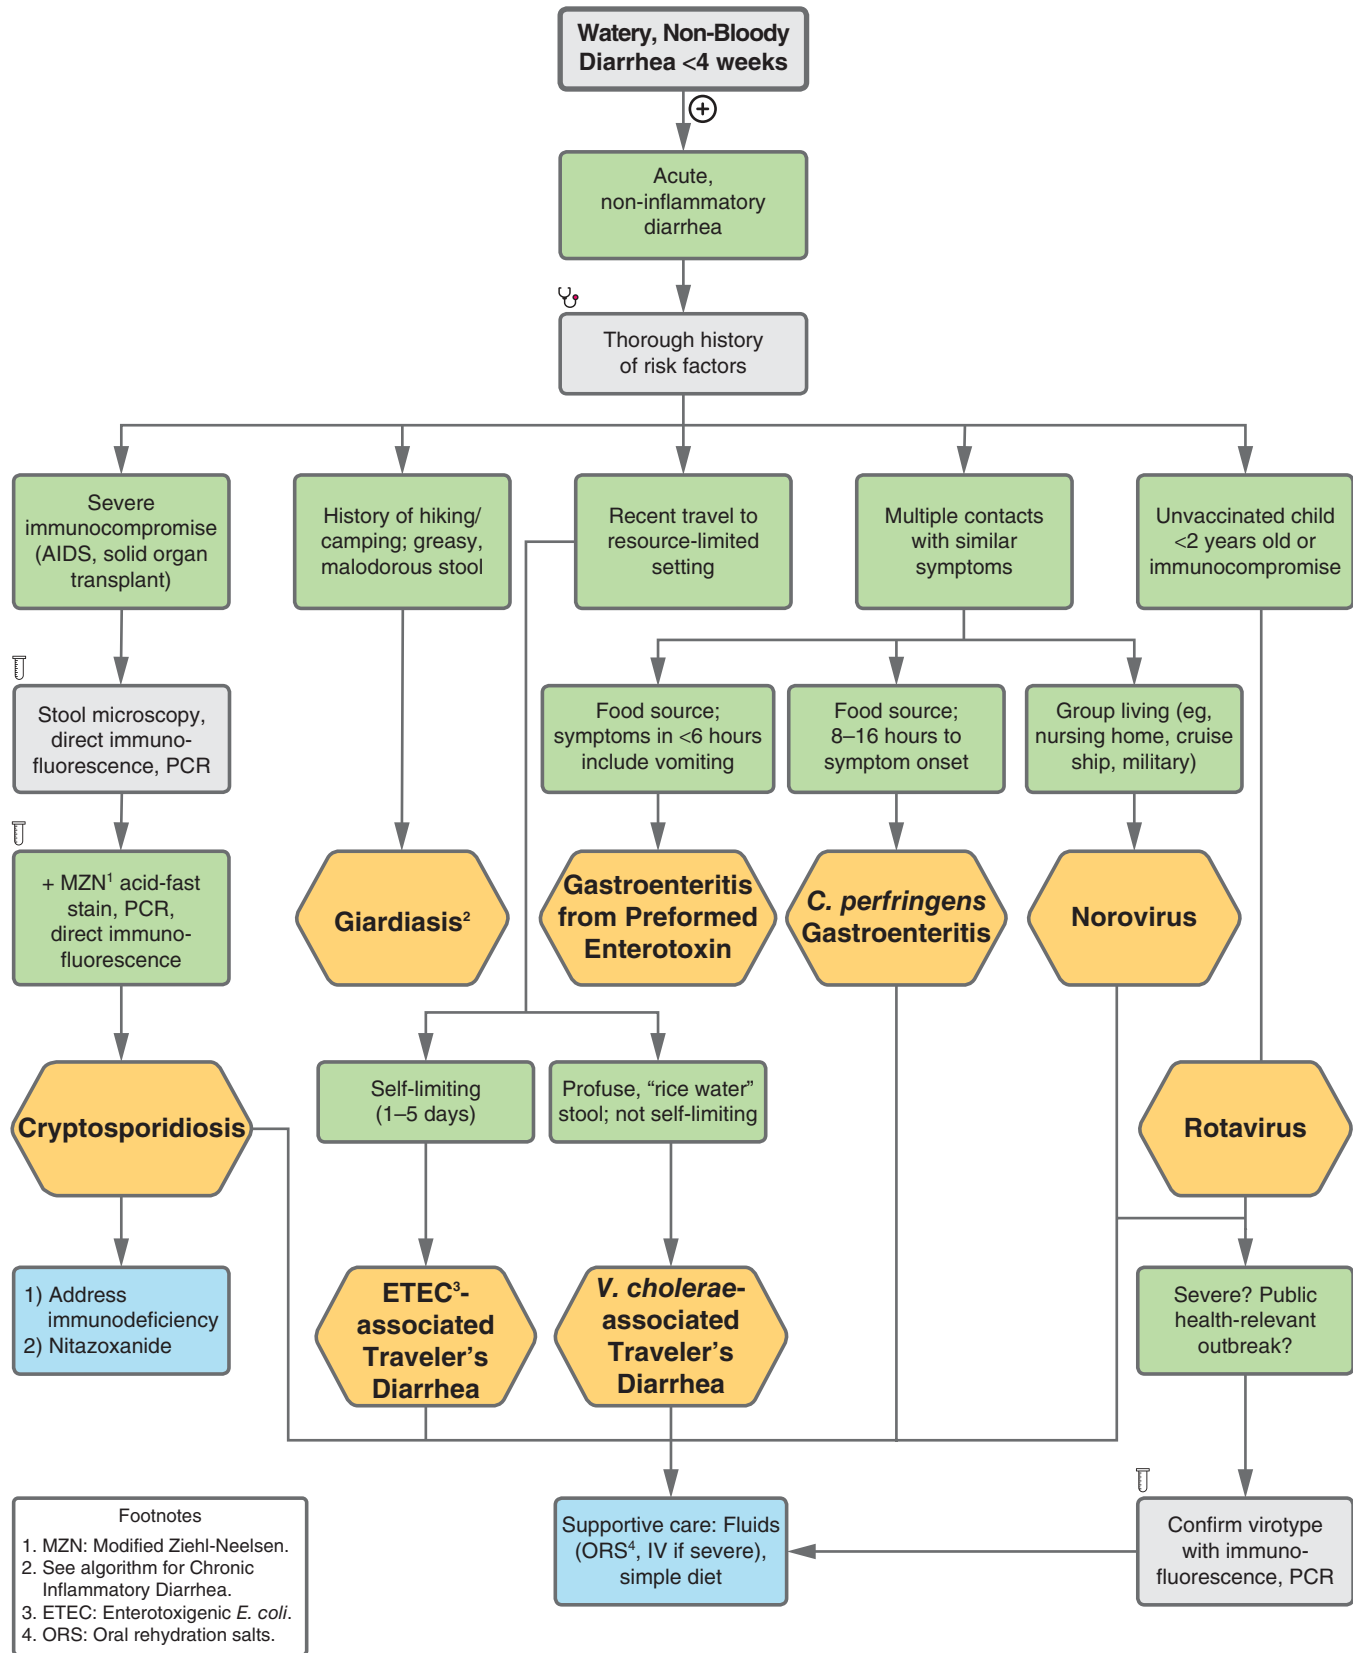 Watery, Non-Bloody
Diarrhea <4 weeks
+
Acute,
non-inflammatory
diarrhea
Thorough history
of risk factors
Severe
immunocompromise
(AIDS, solid organ
transplant)
History of hiking/
camping; greasy,
malodorous stool
Recent travel to
resource-limited
setting
Multiple contacts
with similar
symptoms
Unvaccinated child
<2 years old or
immunocompromise
Stool microscopy,
direct immuno-
fluorescence, PCR
Food source;
symptoms in <6 hours
include vomiting
Food source;
8–16 hours to
symptom onset
Group living (eg,
nursing home, cruise
ship, military)
+ MZN¹ acid-fast
stain, PCR,
direct immuno-
fluorescence
Giardiasis²
Gastroenteritis
from Preformed
Enterotoxin
C. perfringens
Gastroenteritis
Norovirus
Cryptosporidiosis
Self-limiting
(1–5 days)
Profuse, “rice water”
stool; not self-limiting
Rotavirus
1) Address
immunodeficiency
2) Nitazoxanide
ETEC³-
associated
Traveler’s
Diarrhea
V. cholerae-
associated
Traveler’s
Diarrhea
Severe? Public
health-relevant
outbreak?
Supportive care: Fluids
(ORS⁴, IV if severe),
simple diet
Confirm virotype
with immuno-
fluorescence, PCR
Footnotes
1. MZN: Modified Ziehl-Neelsen.
2. See algorithm for Chronic
Inflammatory Diarrhea.
3. ETEC: Enterotoxigenic E. coli.
4. ORS: Oral rehydration salts.